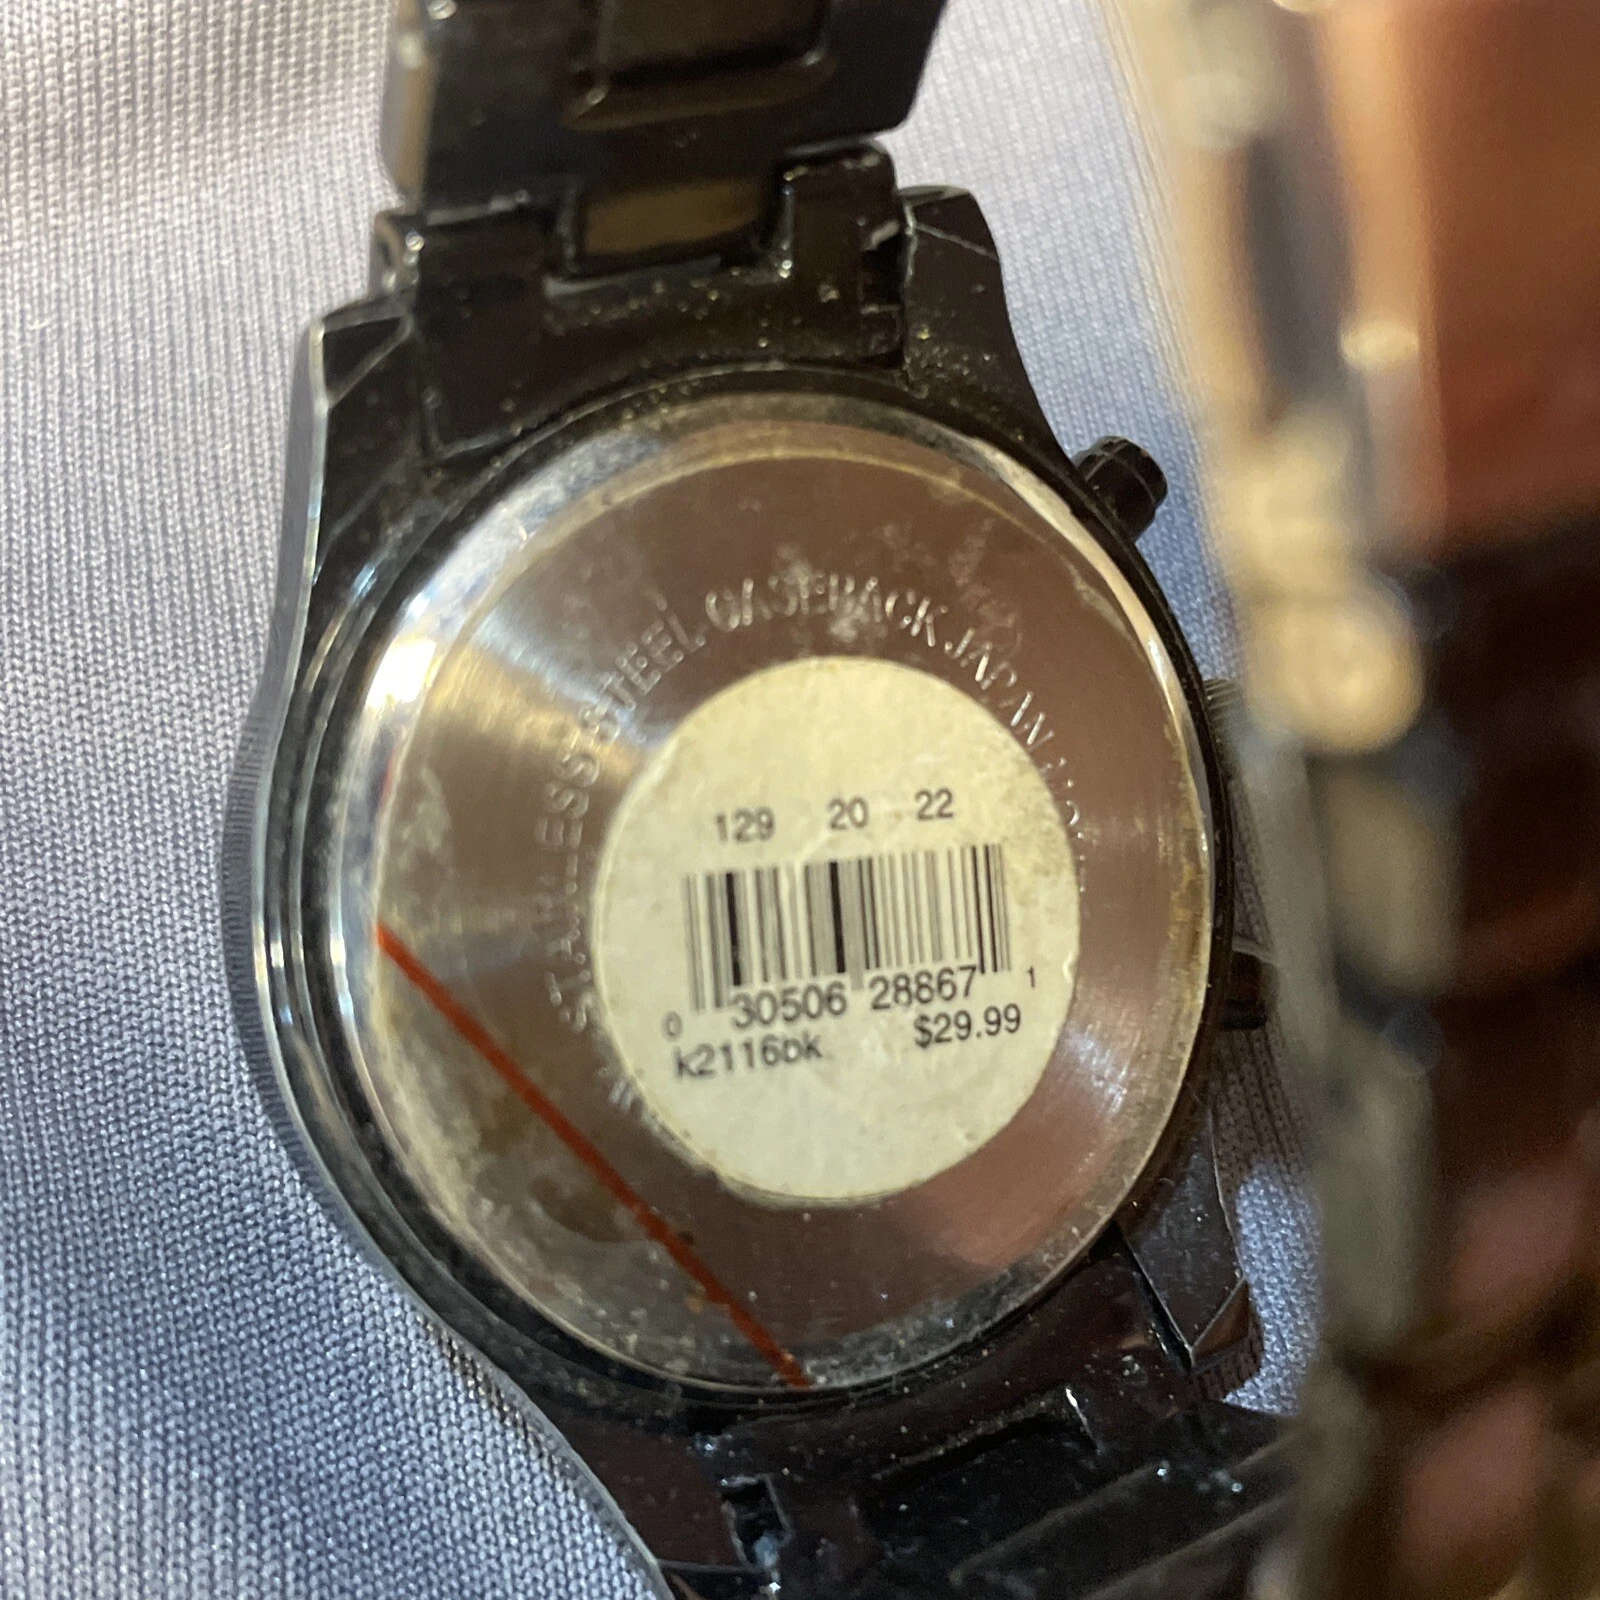 STAINLESS STEEL CASEBACK JAPAN
129 20 22
0 30506 28867 1
k2116bk $29.99